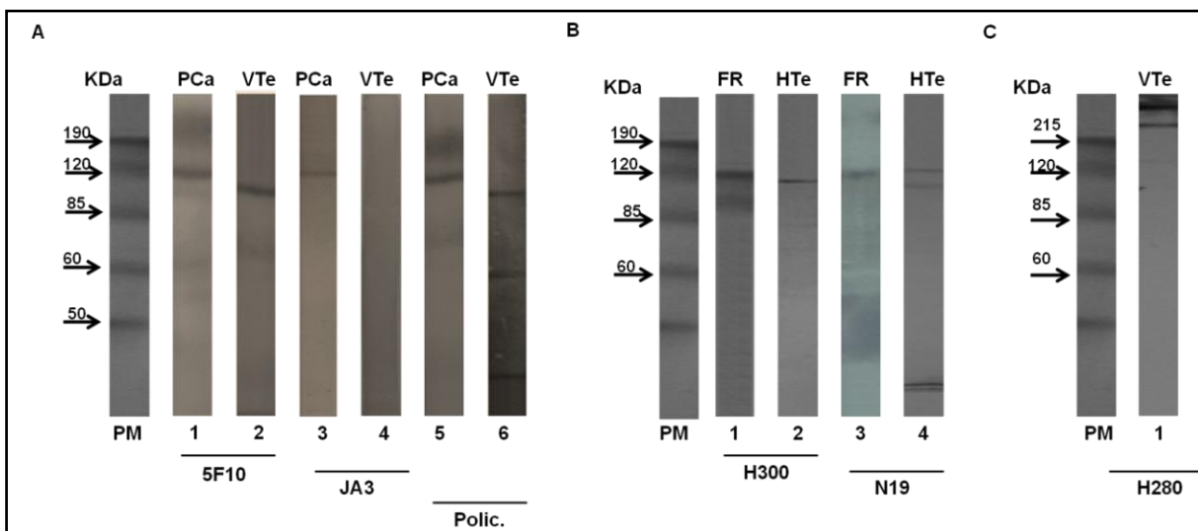 A
B
C
KDa PCa VTe PCa VTe PCa VTe
190
120
85
60
50
PM 1 2 3 4 5 6
5F10
JA3
Polic.
KDa FR HTe FR HTe
190
120
85
60
PM 1 2 3 4
H300
N19
KDa VTe
215
120
85
60
PM 1
H280